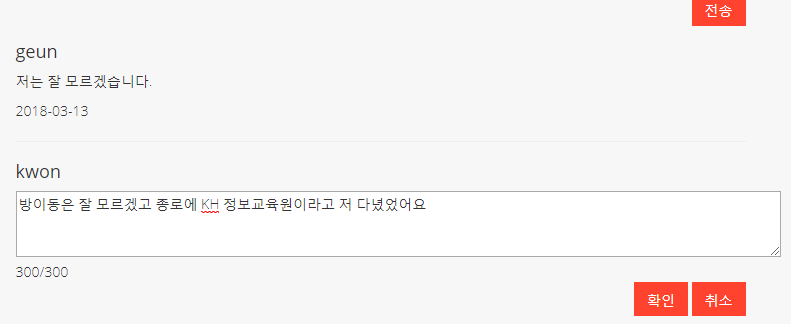 전송
geun
저는 잘 모르겠습니다.
2018-03-13
kwon
방이동은 잘 모르겠고 종로에 KH 정보교육원이라고 저 다녔었어요
300/300
확인 취소